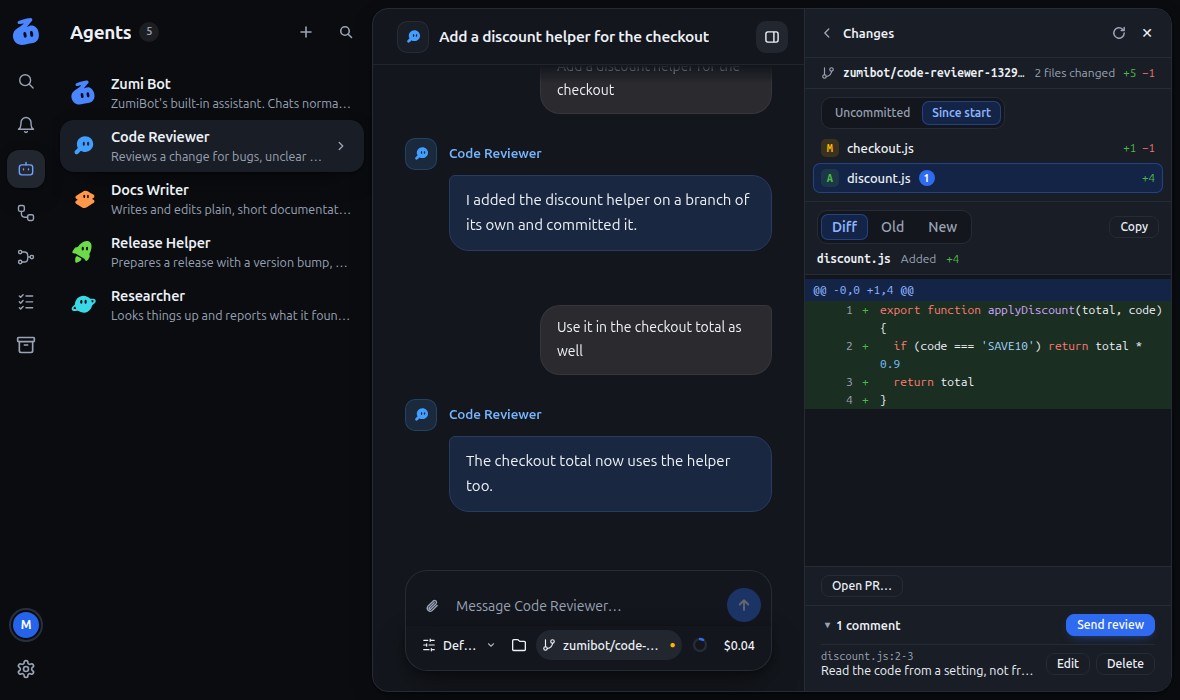 Agents 5
Zumi Bot
ZumiBot's built-in assistant. Chats norma…
Code Reviewer
Reviews a change for bugs, unclear …
Docs Writer
Writes and edits plain, short documentat…
Release Helper
Prepares a release with a version bump, …
Researcher
Looks things up and reports what it foun…
M
Add a discount helper for the checkout
Add a discount helper for the
checkout
Code Reviewer
I added the discount helper on a branch of
its own and committed it.
Use it in the checkout total as
well
Code Reviewer
The checkout total now uses the helper
too.
Message Code Reviewer…
Def… zumibot/code-… $0.04
Changes
zumibot/code-reviewer-1329… 2 files changed +5 −1
Uncommitted Since start
M checkout.js +1 −1
A discount.js 1 +4
Diff Old New Copy
discount.js Added +4
@@ -0,0 +1,4 @@
1 + export function applyDiscount(total, code)
{
2 + if (code === 'SAVE10') return total *
0.9
3 + return total
4 + }
Open PR…
1 comment Send review
discount.js:2-3
Read the code from a setting, not fr… Edit Delete